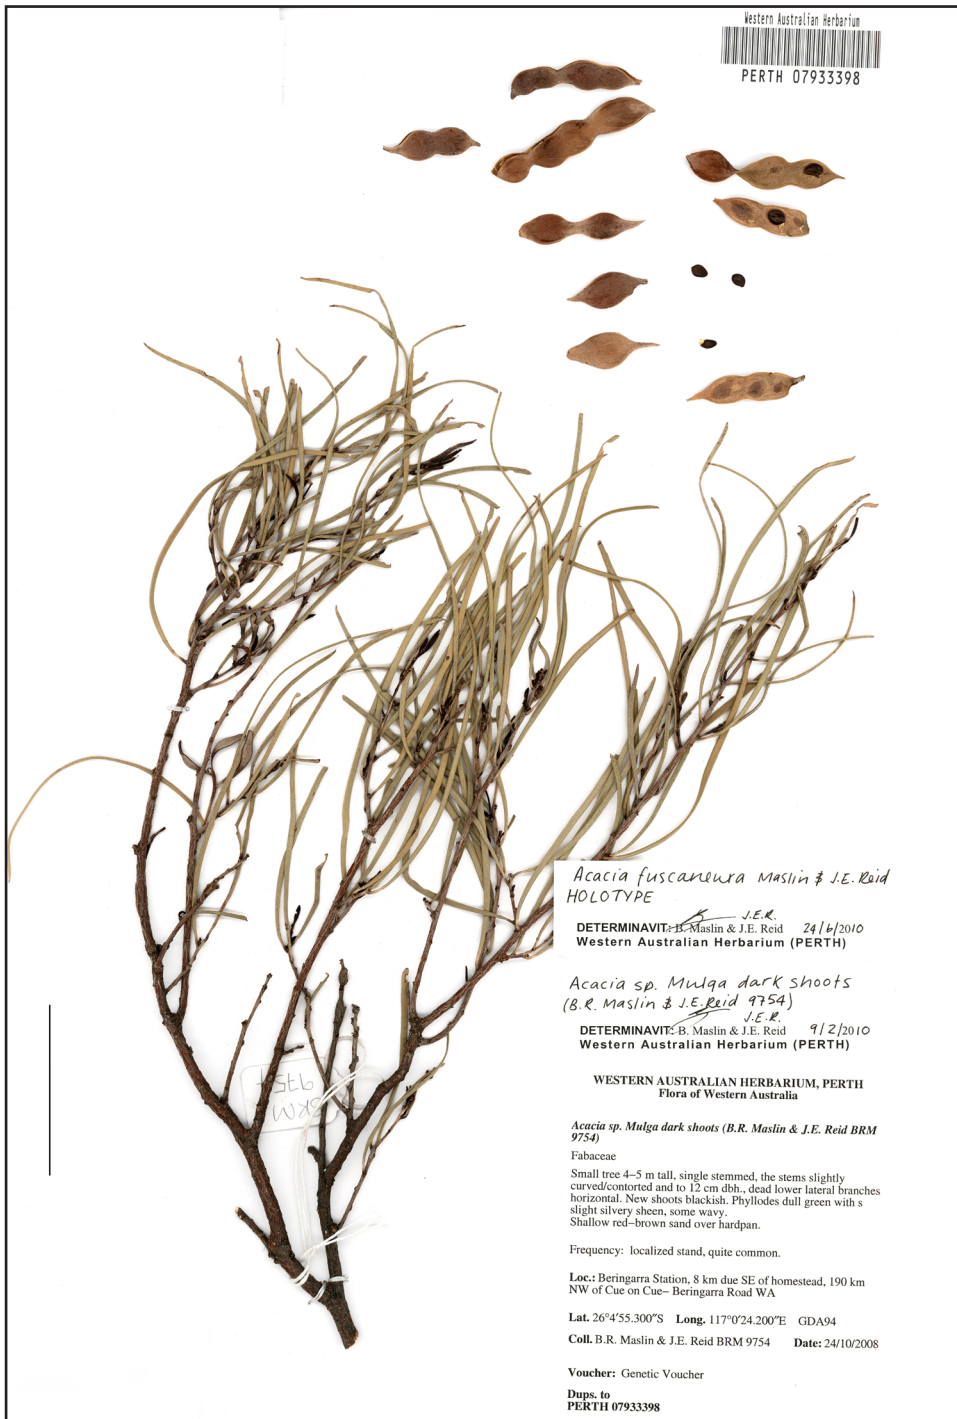 Western Australian Herbarium
PERTH 07933398
Acacia fuscaneura Maslin & J.E. Reid
HOLOTYPE
J.E.R.
DETERMINAVIT: B. Maslin & J.E. Reid 24/6/2010
Western Australian Herbarium (PERTH)
Acacia sp. Mulga dark shoots
(B.R. Maslin & J.E. Reid 9754)
J.E.R.
DETERMINAVIT: B. Maslin & J.E. Reid 9/2/2010
Western Australian Herbarium (PERTH)
WESTERN AUSTRALIAN HERBARIUM, PERTH
Flora of Western Australia
Acacia sp. Mulga dark shoots (B.R. Maslin & J.E. Reid BRM
9754)
Fabaceae
Small tree 4–5 m tall, single stemmed, the stems slightly
curved/contorted and to 12 cm dbh., dead lower lateral branches
horizontal. New shoots blackish. Phyllodes dull green with s
slight silvery sheen, some wavy.
Shallow red–brown sand over hardpan.
Frequency: localized stand, quite common.
Loc.: Beringarra Station, 8 km due SE of homestead, 190 km
NW of Cue on Cue– Beringarra Road WA
Lat. 26°4′55.300″S Long. 117°0′24.200″E GDA94
Coll. B.R. Maslin & J.E. Reid BRM 9754 Date: 24/10/2008
Voucher: Genetic Voucher
Dups. to
PERTH 07933398
BRM
9754